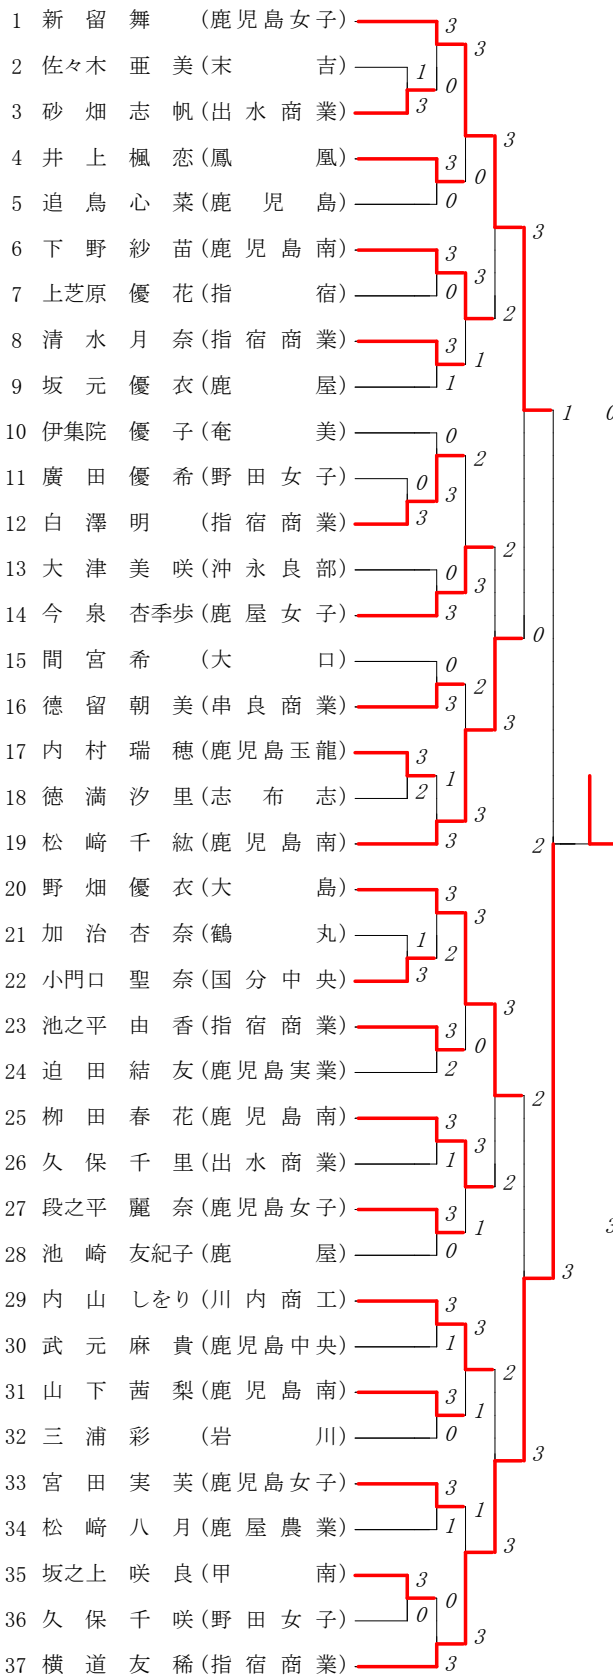 1 新留 舞 (鹿児島女子) 3
3
2 佐々木 亜美 (末吉) 1
0
3 砂畑 志帆 (出水商業) 3
3
4 井上 楓恋 (鳳凰) 3
0
5 追鳥 心菜 (鹿児島) 0
3
6 下野 紗苗 (鹿児島南) 3
3
7 上芝原 優花 (指宿) 0
2
8 清水 月奈 (指宿商業) 3
1
9 坂元 優衣 (鹿屋) 1
1 0
10 伊集院 優子 (奄美) 0
2
11 廣田 優希 (野田女子) 0
3
12 白澤 明 (指宿商業) 3
2
13 大津 美咲 (沖永良部) 0
3
14 今泉 杏季歩 (鹿屋女子) 3
0
15 間宮 希 (大口) 0
2
16 德留 朝美 (串良商業) 3
3
17 内村 瑞穂 (鹿児島玉龍) 3
1
18 徳満 汐里 (志布志) 2
3
19 松﨑 千紘 (鹿児島南) 3
2
20 野畑 優衣 (大島) 3
3
21 加治 杏奈 (鶴丸) 1
2
22 小門口 聖奈 (国分中央) 3
3
23 池之平 由香 (指宿商業) 3
0
24 迫田 結友 (鹿児島実業) 2
2
25 栁田 春花 (鹿児島南) 3
3
26 久保 千里 (出水商業) 1
2
27 段之平 麗奈 (鹿児島女子) 3
1
28 池崎 友紀子 (鹿屋) 0
3
3
29 内山 しをり (川内商工) 3
3
30 武元 麻貴 (鹿児島中央) 1
2
31 山下 茜梨 (鹿児島南) 3
1
32 三浦 彩 (岩川) 0
3
33 宮田 実芙 (鹿児島女子) 3
1
34 松﨑 八月 (鹿屋農業) 1
3
35 坂之上 咲良 (甲南) 3
0
36 久保 千咲 (野田女子) 0
3
37 横道 友稀 (指宿商業) 3